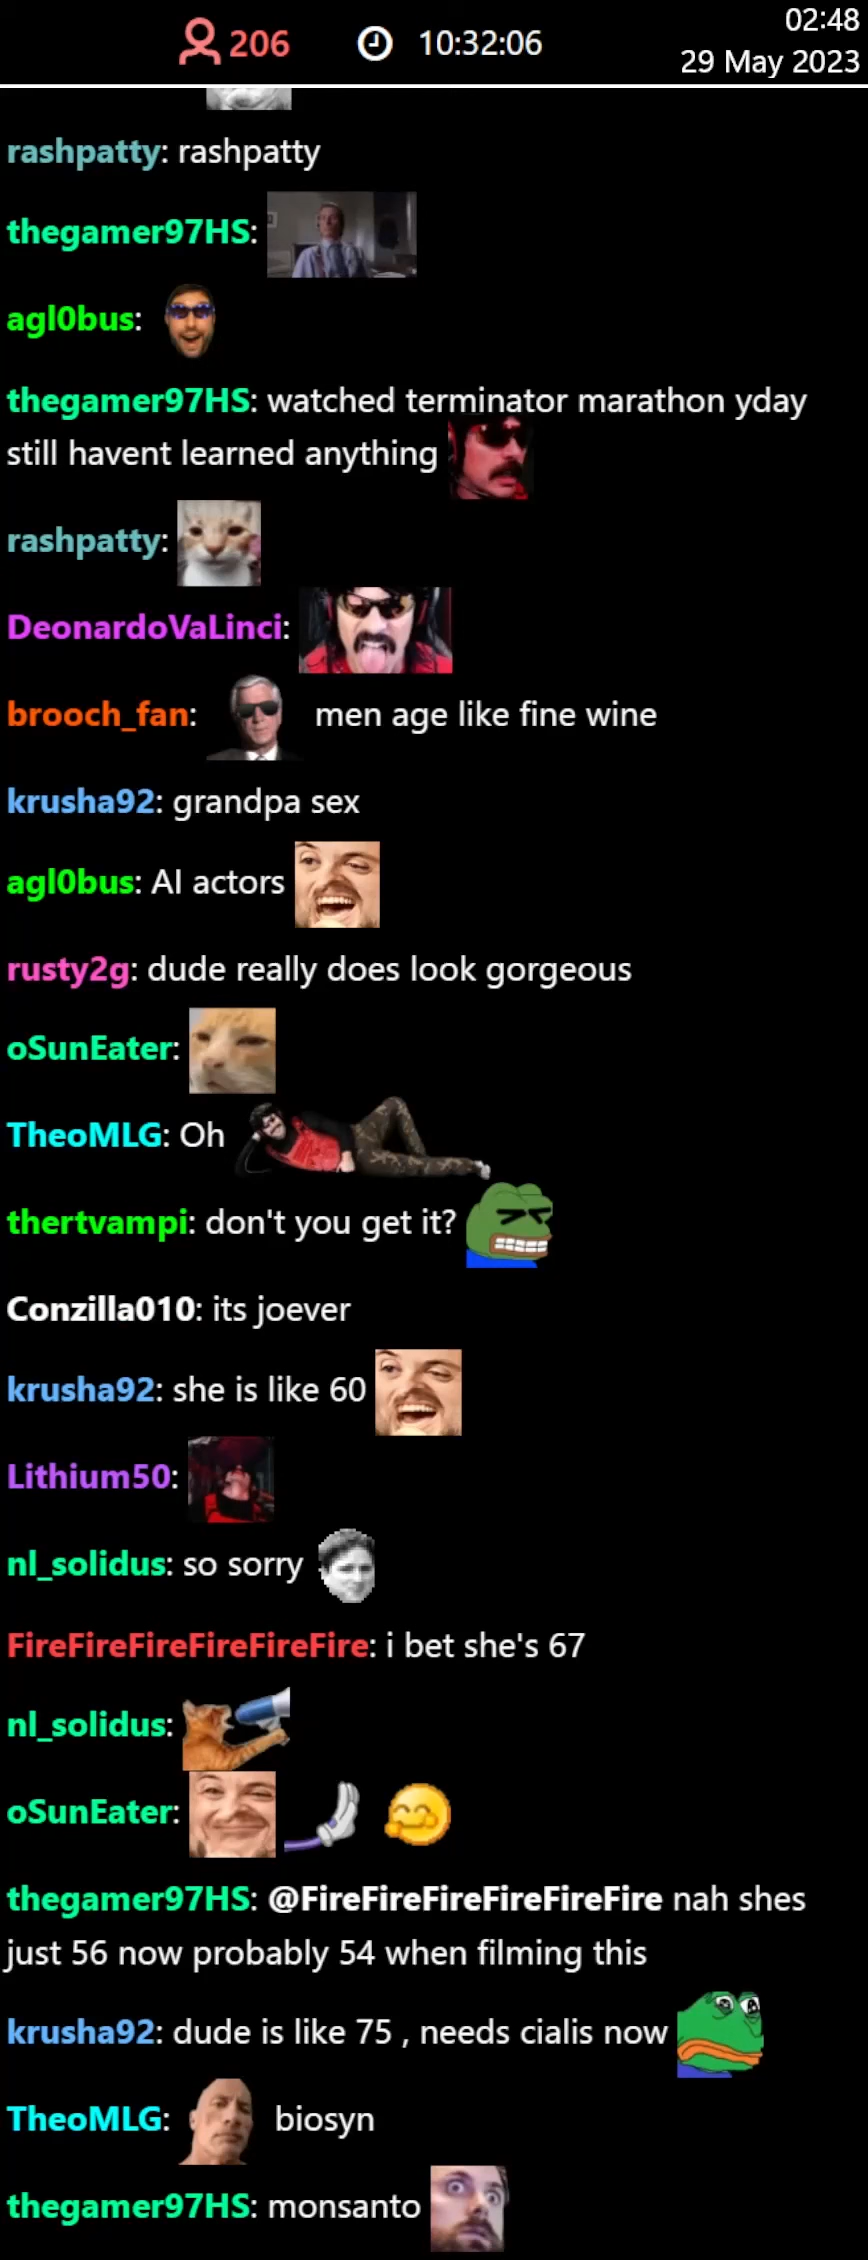 206 10:32:06 02:48
29 May 2023
rashpatty: rashpatty
thegamer97HS:
agl0bus:
thegamer97HS: watched terminator marathon yday
still havent learned anything
rashpatty:
DeonardoVaLinci:
brooch_fan: men age like fine wine
krusha92: grandpa sex
agl0bus: AI actors
rusty2g: dude really does look gorgeous
oSunEater:
TheoMLG: Oh
thertvampi: don't you get it?
Conzilla010: its joever
krusha92: she is like 60
Lithium50:
nl_solidus: so sorry
FireFireFireFireFireFire: i bet she's 67
nl_solidus:
oSunEater:
thegamer97HS: @FireFireFireFireFireFire nah shes
just 56 now probably 54 when filming this
krusha92: dude is like 75 , needs cialis now
TheoMLG: biosyn
thegamer97HS: monsanto